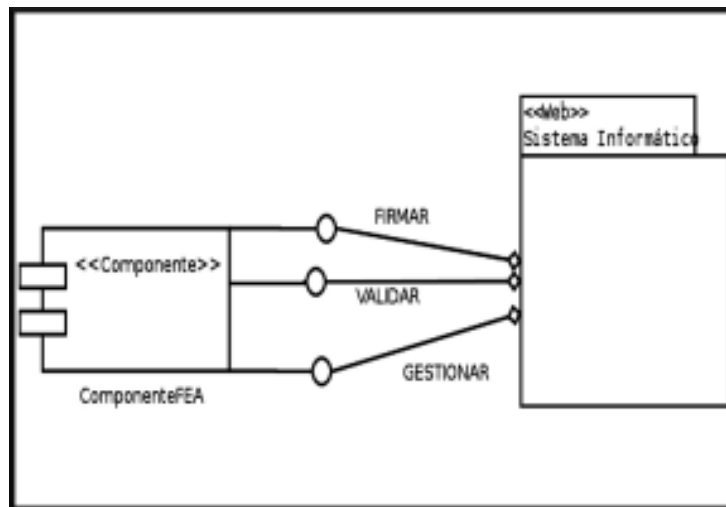 <<Web>>
Sistema Informático
FIRMAR
<<Componente>>
VALIDAR
GESTIONAR
ComponenteFEA